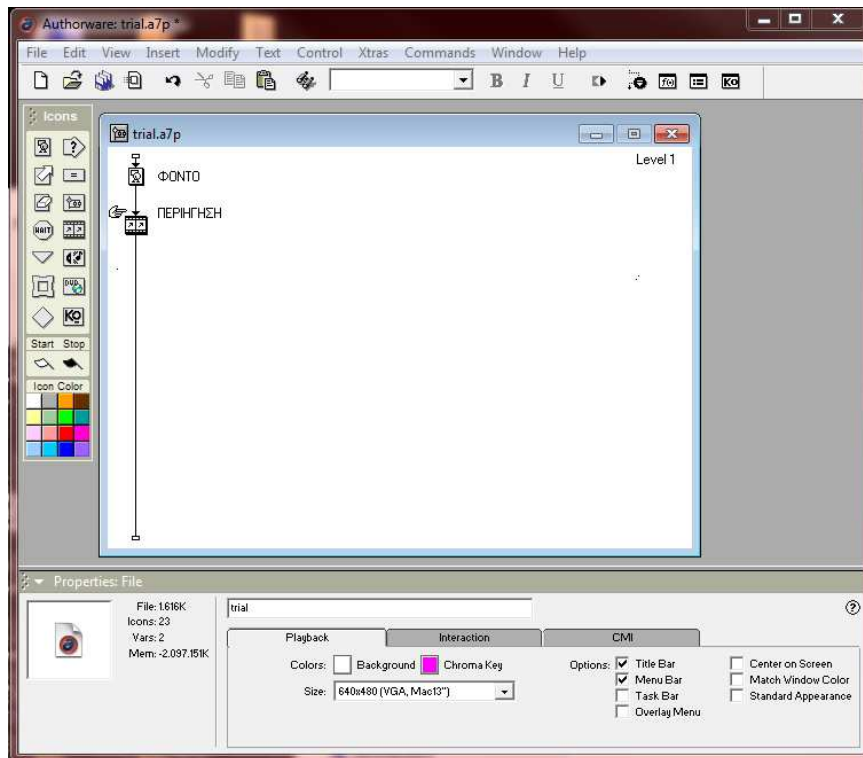 Authorware: trial.a7p *
File Edit View Insert Modify Text Control Xtras Commands Window Help
B I U
Icons
trial.a7p
Level 1
ΦΟΝΤΟ
ΠΕΡΙΗΓΗΣΗ
WAIT
DVD
KO
Start Stop
Icon Color
Properties: File
File: 1.616K
Icons: 23
Vars: 2
Mem: -2.097.151K
trial
Playback Interaction CMI
Colors: Background Chroma Key
Size: 640x480 (VGA, Mac13")
Options: Title Bar
Menu Bar
Task Bar
Overlay Menu
Center on Screen
Match Window Color
Standard Appearance